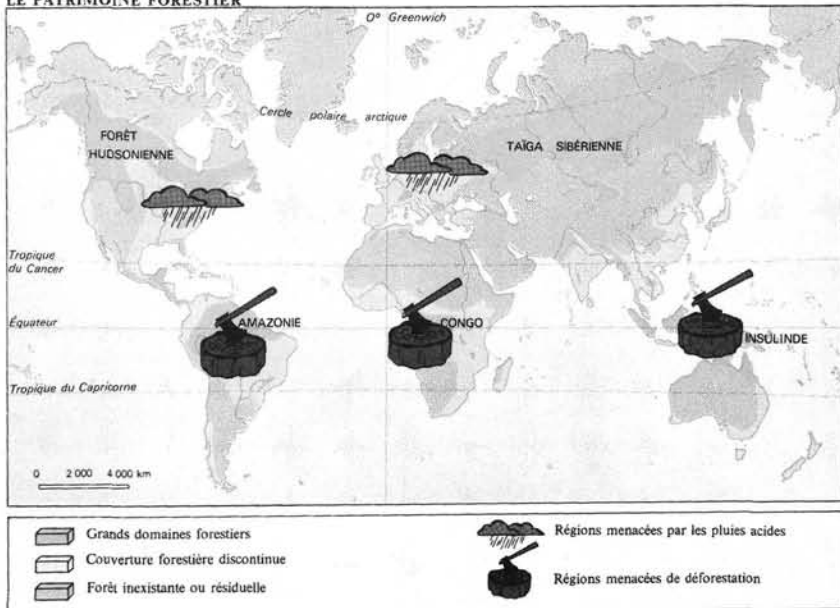 LE PATRIMOINE FORESTIER
0° Greenwich
Cercle polaire arctique
FORÊT
HUDSONIENNE
TAÏGA SIBÉRIENNE
Tropique
du Cancer
Équateur
AMAZONIE
CONGO
INSULINDE
Tropique du Capricorne
0 2 000 4 000 km
Grands domaines forestiers
Couverture forestière discontinue
Forêt inexistante ou résiduelle
Régions menacées par les pluies acides
Régions menacées de déforestation